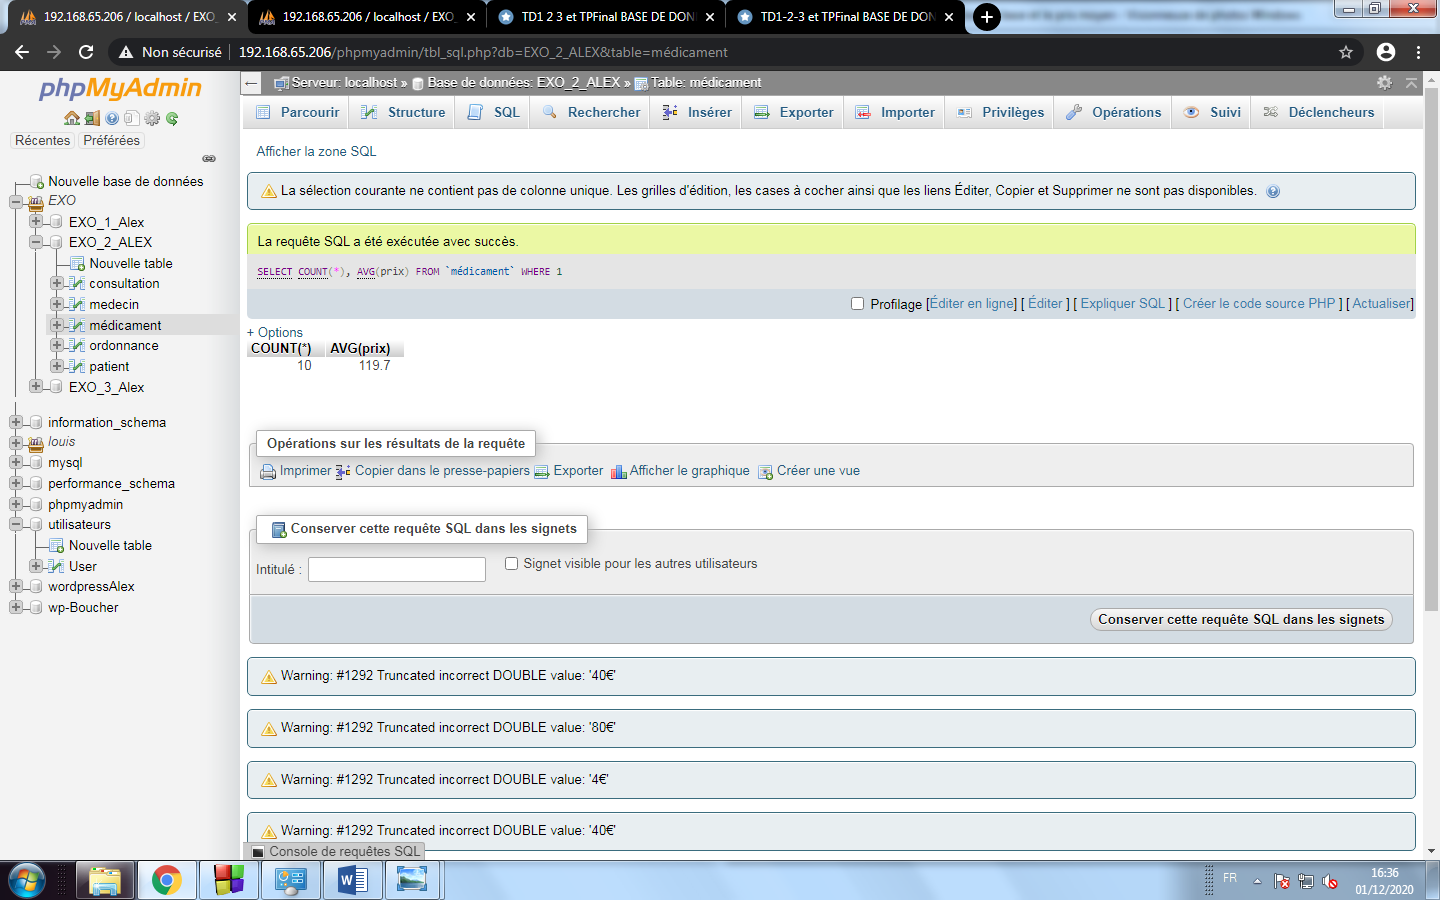 192.168.65.206 / localhost / EXO_
192.168.65.206 / localhost / EXO_
TD1 2 3 et TPFinal BASE DE DON
TD1-2-3 et TPFinal BASE DE DON
Non sécurisé
192.168.65.206/phpmyadmin/tbl_sql.php?db=EXO_2_ALEX&table=médicament
phpMyAdmin
Récentes Préférées
Nouvelle base de données
EXO
EXO_1_Alex
EXO_2_ALEX
Nouvelle table
consultation
medecin
médicament
ordonnance
patient
EXO_3_Alex
information_schema
louis
mysql
performance_schema
phpmyadmin
utilisateurs
Nouvelle table
User
wordpressAlex
wp-Boucher
Serveur: localhost » Base de données: EXO_2_ALEX » Table: médicament
Parcourir Structure SQL Rechercher Insérer Exporter Importer Privilèges Opérations Suivi Déclencheurs
Afficher la zone SQL
La sélection courante ne contient pas de colonne unique. Les grilles d'édition, les cases à cocher ainsi que les liens Éditer, Copier et Supprimer ne sont pas disponibles.
La requête SQL a été exécutée avec succès.
SELECT COUNT(*), AVG(prix) FROM `médicament` WHERE 1
Profilage [Éditer en ligne] [ Éditer ] [ Expliquer SQL ] [ Créer le code source PHP ] [ Actualiser]
+ Options
COUNT(*) AVG(prix)
10 119.7
Opérations sur les résultats de la requête
Imprimer Copier dans le presse-papiers Exporter Afficher le graphique Créer une vue
Conserver cette requête SQL dans les signets
Intitulé : Signet visible pour les autres utilisateurs
Conserver cette requête SQL dans les signets
Warning: #1292 Truncated incorrect DOUBLE value: '40€'
Warning: #1292 Truncated incorrect DOUBLE value: '80€'
Warning: #1292 Truncated incorrect DOUBLE value: '4€'
Warning: #1292 Truncated incorrect DOUBLE value: '40€'
Console de requêtes SQL
FR
16:36
01/12/2020